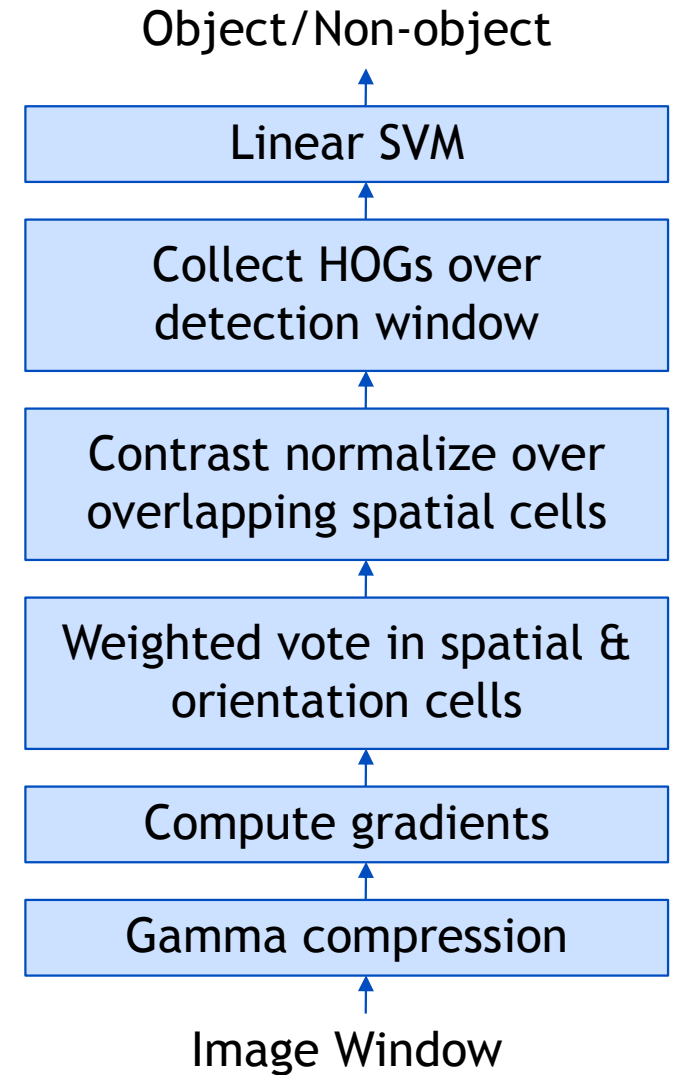 Object/Non-object
Linear SVM
Collect HOGs over
detection window
Contrast normalize over
overlapping spatial cells
Weighted vote in spatial &
orientation cells
Compute gradients
Gamma compression
Image Window